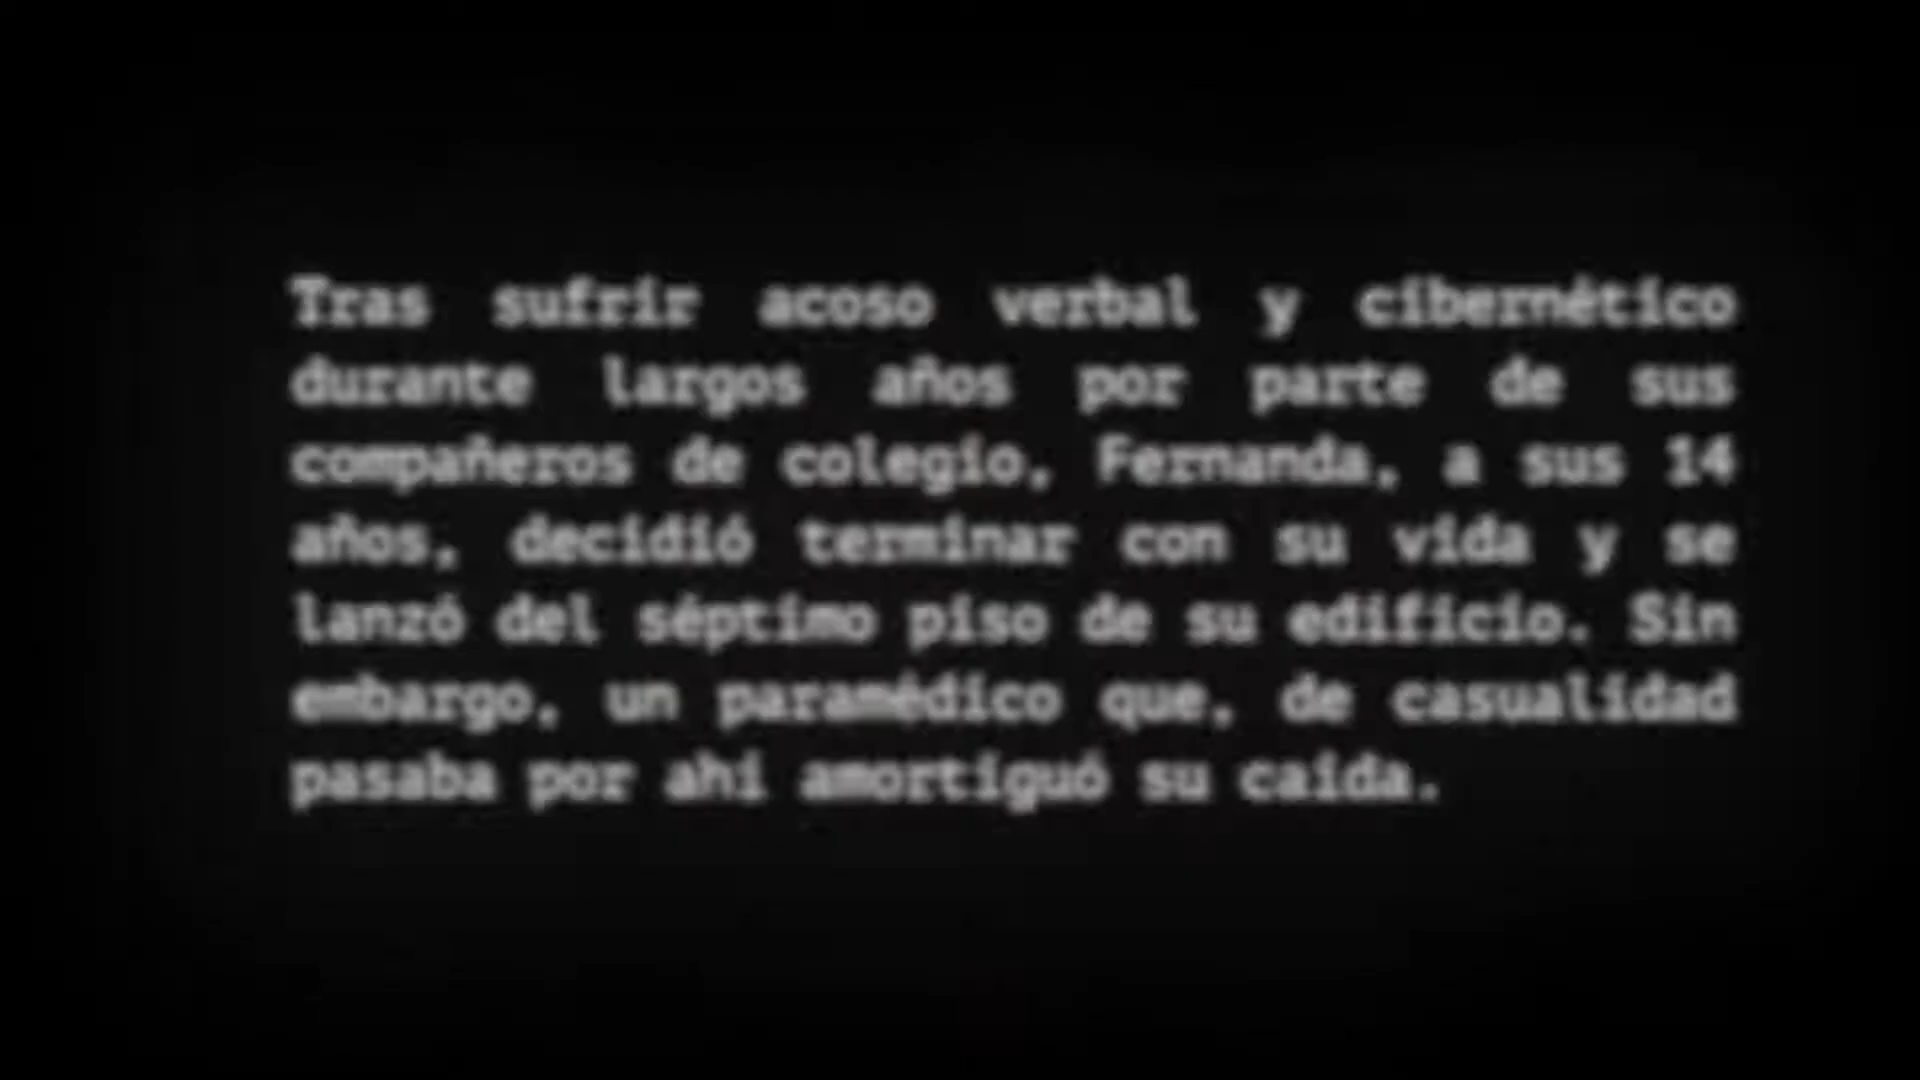 Tras sufrir acoso verbal y cibernético
durante largos años por parte de sus
compañeros de colegio, Fernanda, a sus 14
años, decidió terminar con su vida y se
lanzó del séptimo piso de su edificio. Sin
embargo, un paramédico que, de casualidad
pasaba por ahí amortiguó su caída.